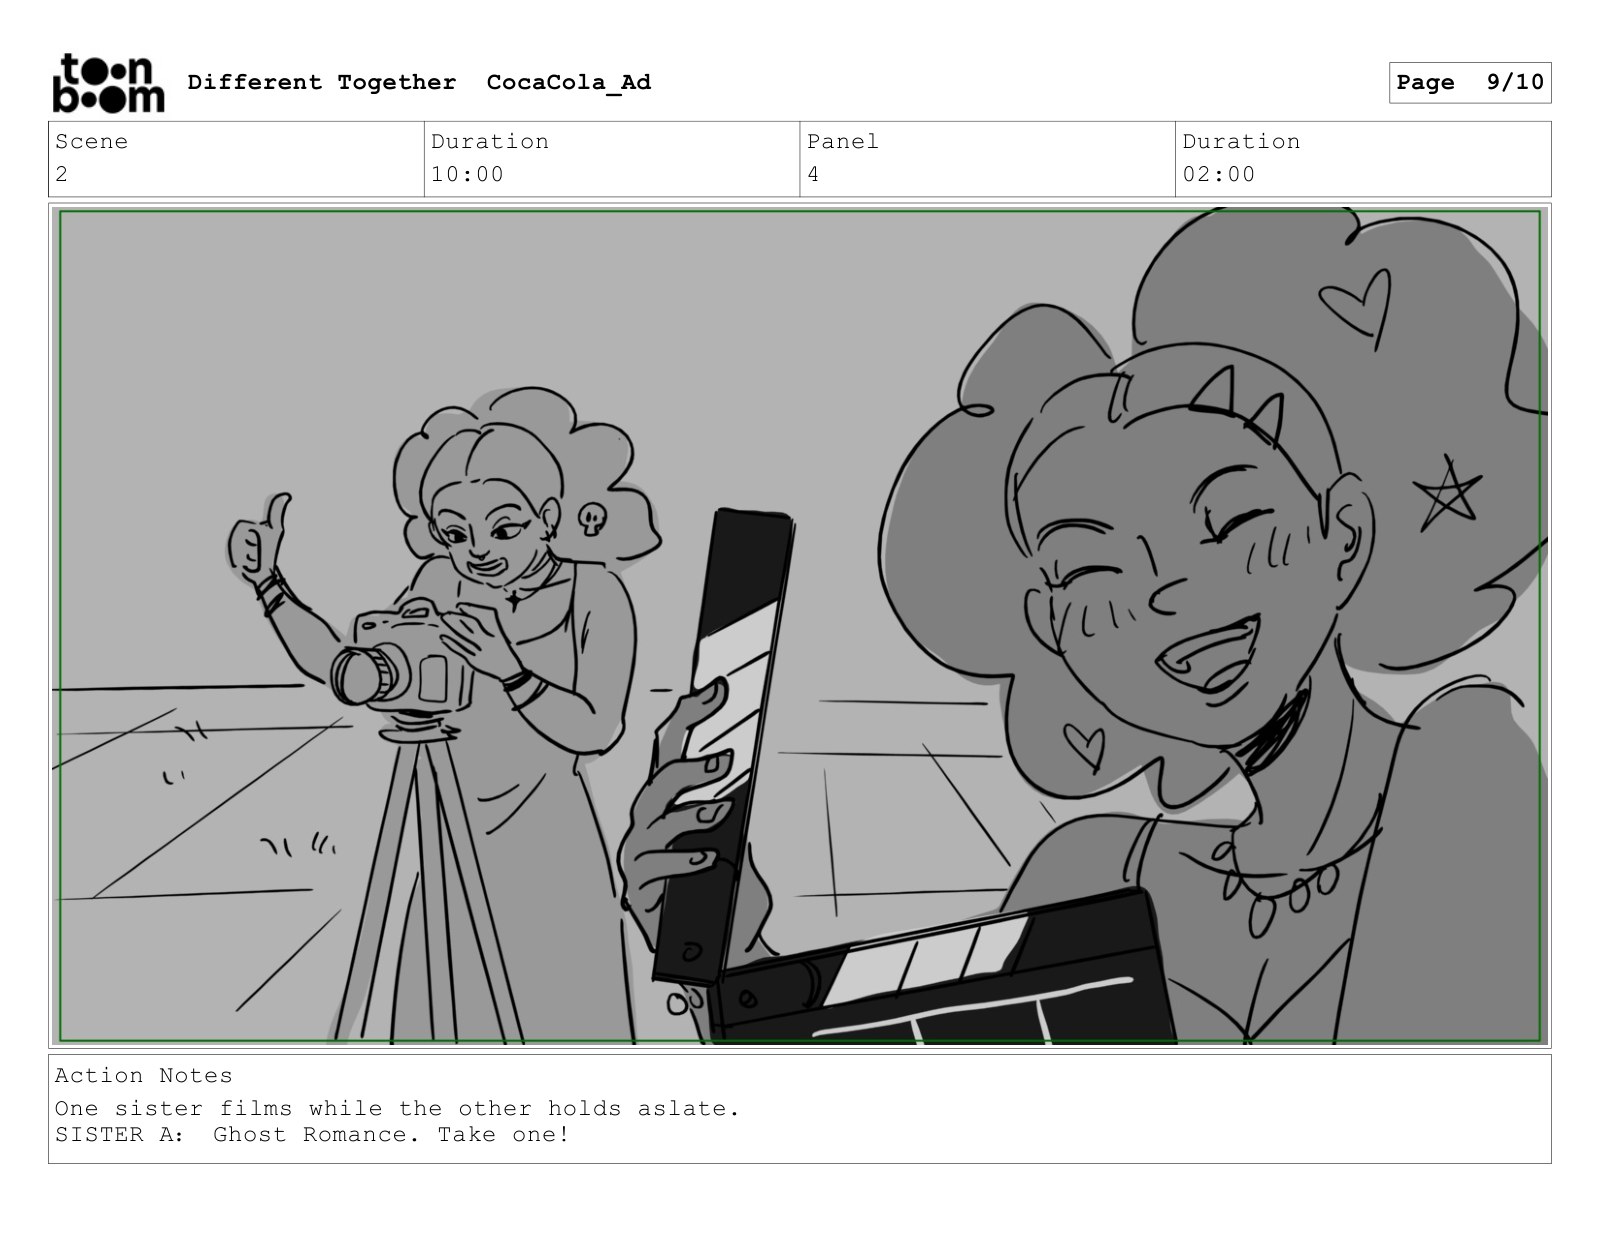 toon
boom
Different Together  CocaCola_Ad
Page  9/10
Scene
2
Duration
10:00
Panel
4
Duration
02:00
Action Notes
One sister films while the other holds aslate.
SISTER A:  Ghost Romance. Take one!